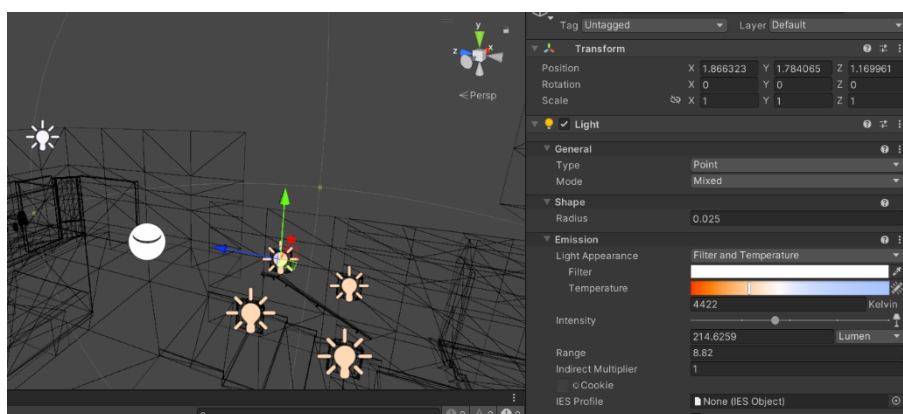 Tag Untagged Layer Default
y
z x
Persp
Transform
Position X 1.866323 Y 1.784065 Z 1.169961
Rotation X 0 Y 0 Z 0
Scale X 1 Y 1 Z 1
Light
General
Type Point
Mode Mixed
Shape
Radius 0.025
Emission
Light Appearance Filter and Temperature
Filter
Temperature
4422 Kelvin
Intensity
214.6259 Lumen
Range 8.82
Indirect Multiplier 1
Cookie
IES Profile None (IES Object)